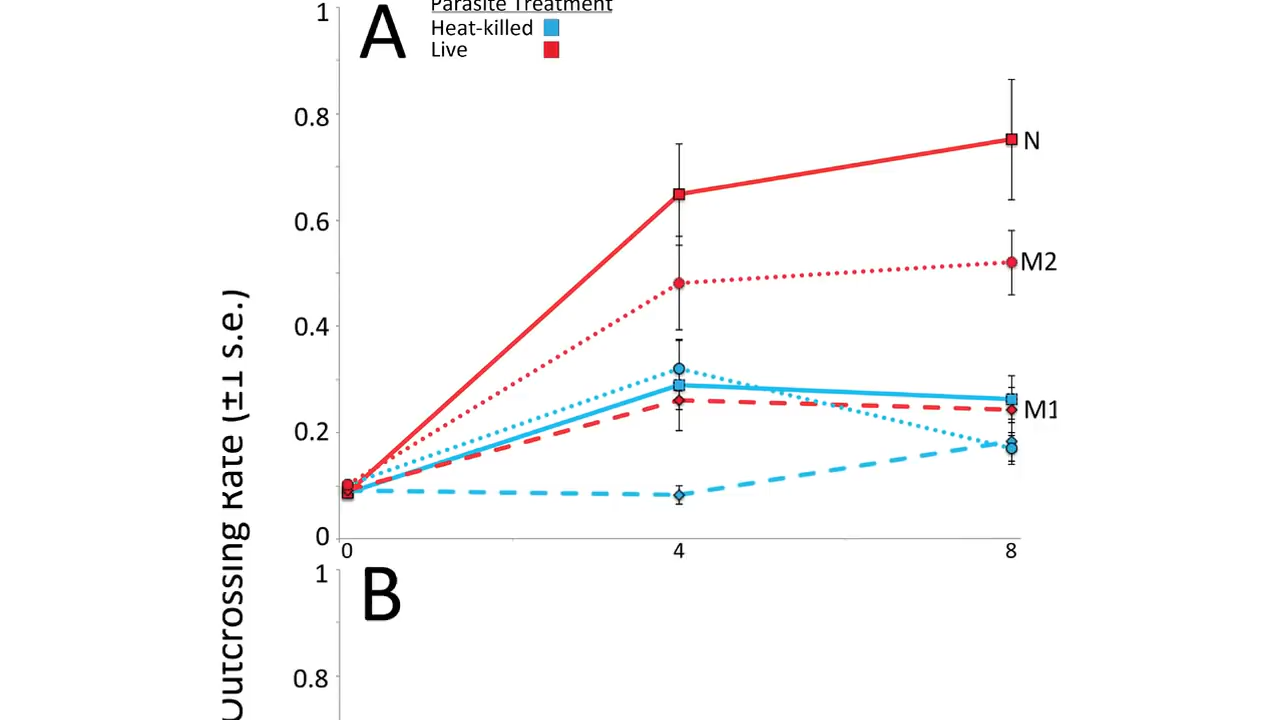 A
Parasite Treatment
Heat-killed
Live
1
0.8
0.6
0.4
0.2
0
N
M2
M1
0 4 8
Outcrossing Rate (±1 s.e.)
B
1
0.8